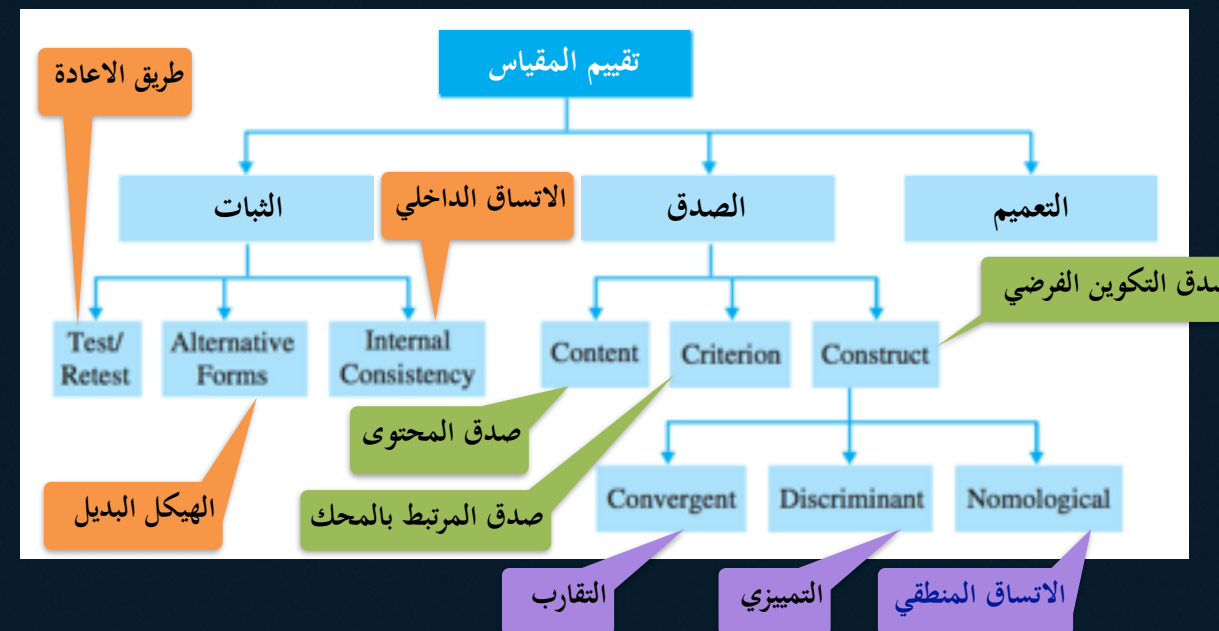 تقييم المقياس
طريق الاعادة
الثبات
الاتساق الداخلي
الصدق
التعميم
التكوين الفرضي
Test/
Retest
Alternative
Forms
Internal
Consistency
Content
Criterion
Construct
صدق المحتوى
الهيكل البديل
صدق المرتبط بالمحك
Convergent
Discriminant
Nomological
التقارب
التمييزي
الاتساق المنطقي